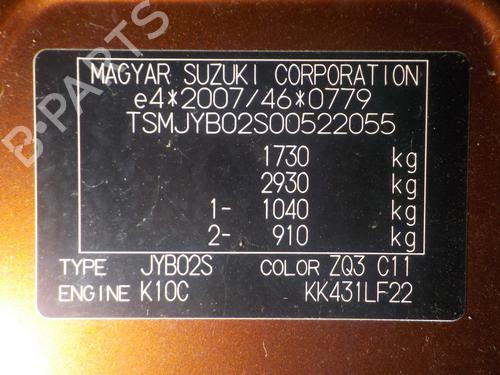 MAGYAR SUZUKI CORPORATION
e4*2007/46*0779
TSMJYB02S00522055
1730 kg
2930 kg
1- 1040 kg
2- 910 kg
TYPE JYB02S COLOR ZQ3 C11
ENGINE K10C KK431LF22
B-PARTS